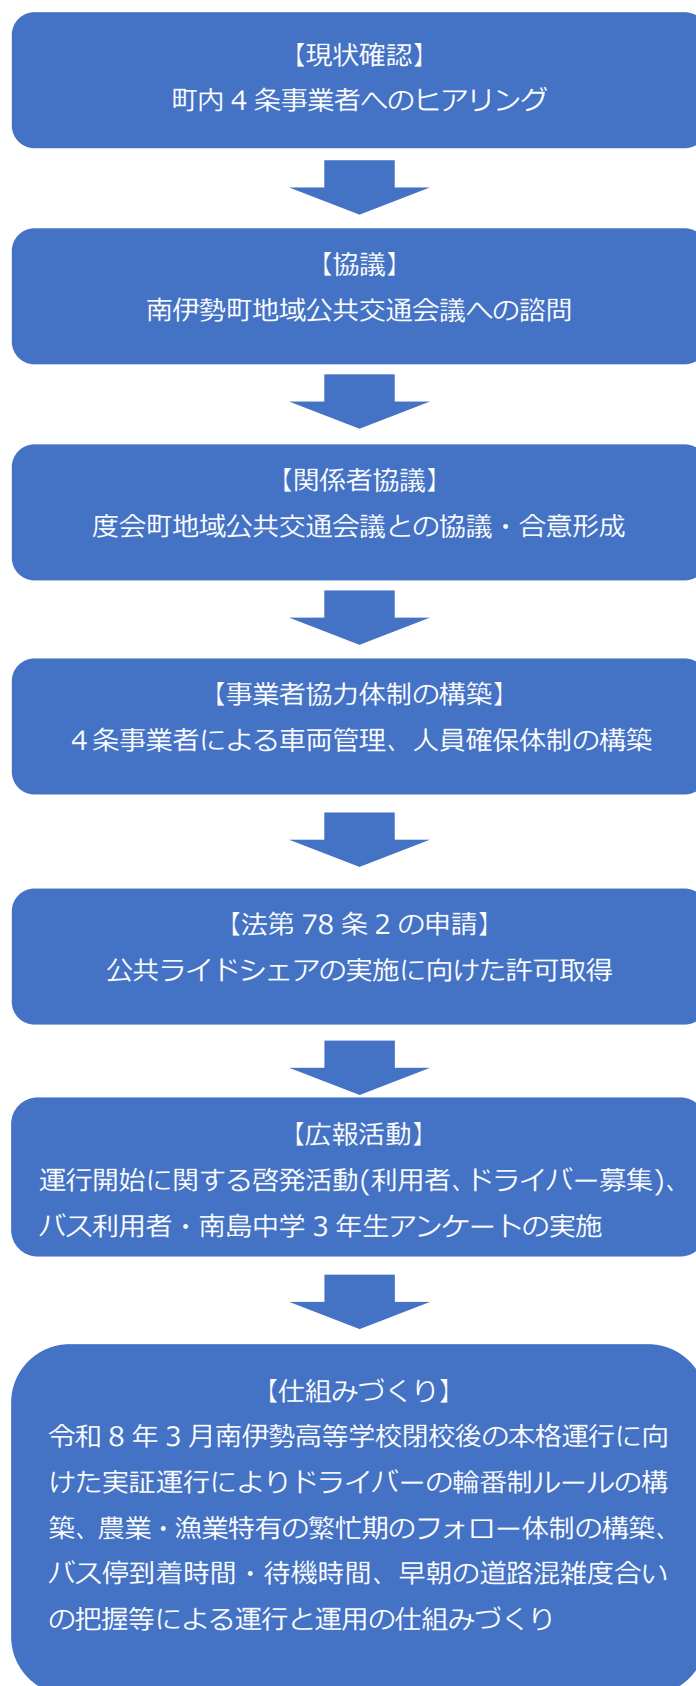 【現状確認】
町内４条事業者へのヒアリング
【協議】
南伊勢町地域公共交通会議への諮問
【関係者協議】
度会町地域公共交通会議との協議・合意形成
【事業者協力体制の構築】
４条事業者による車両管理、人員確保体制の構築
【法第 78 条 2 の申請】
公共ライドシェアの実施に向けた許可取得
【広報活動】
運行開始に関する啓発活動(利用者、ドライバー募集)、
バス利用者・南島中学 3 年生アンケートの実施
【仕組みづくり】
令和 8 年 3 月南伊勢高等学校閉校後の本格運行に向
けた実証運行によりドライバーの輪番制ルールの構
築、農業・漁業特有の繁忙期のフォロー体制の構築、
バス停到着時間・待機時間、早朝の道路混雑度合い
の把握等による運行と運用の仕組みづくり